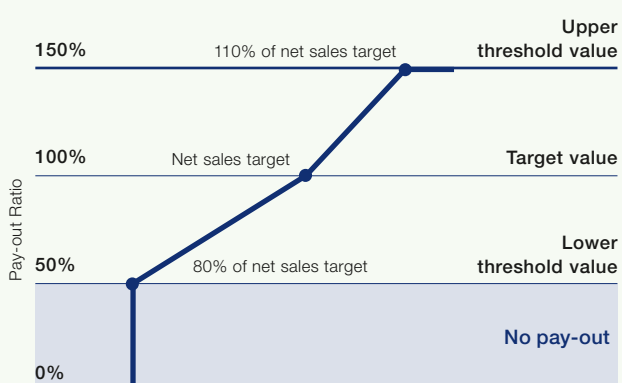 Upper
150%
110% of net sales target
threshold value
100%
Net sales target
Target value
Pay-out Ratio
Lower
50%
80% of net sales target
threshold value
No pay-out
0%